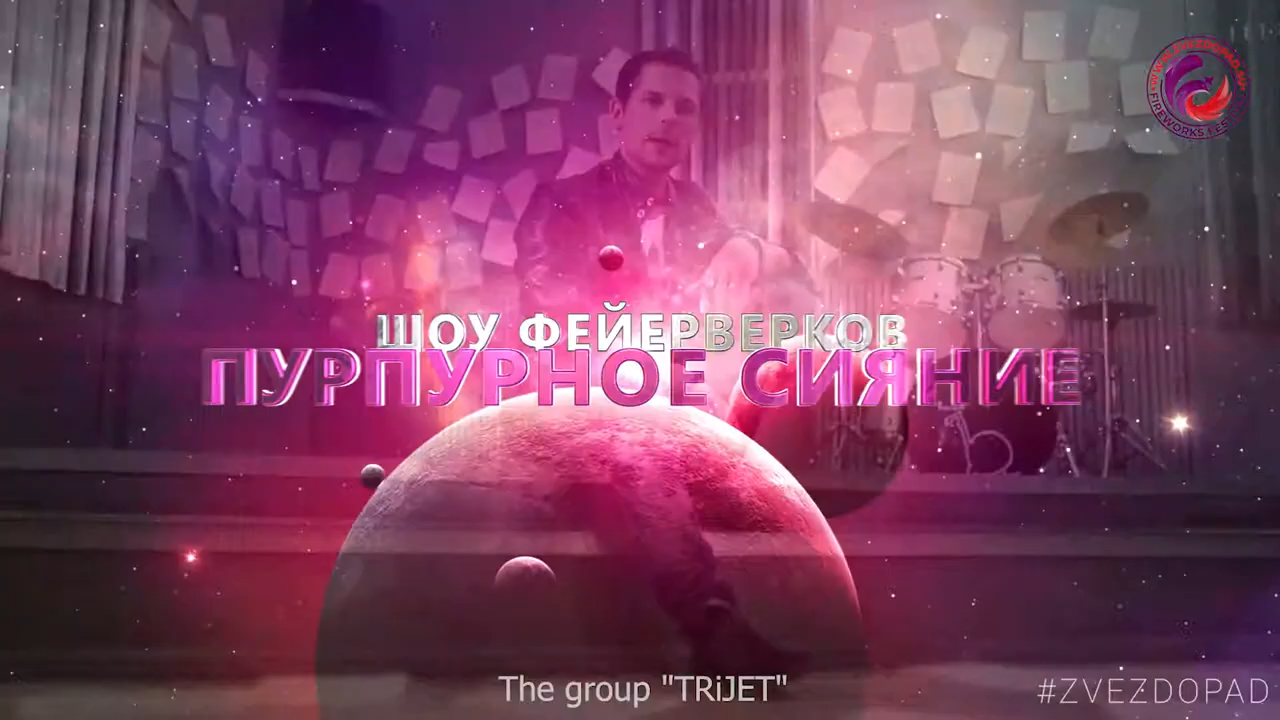 ШОУ ФЕЙЕРВЕРКОВ
ПУРПУРНОЕ СИЯНИЕ
The group "TRiJET"
#ZVEZDOPAD